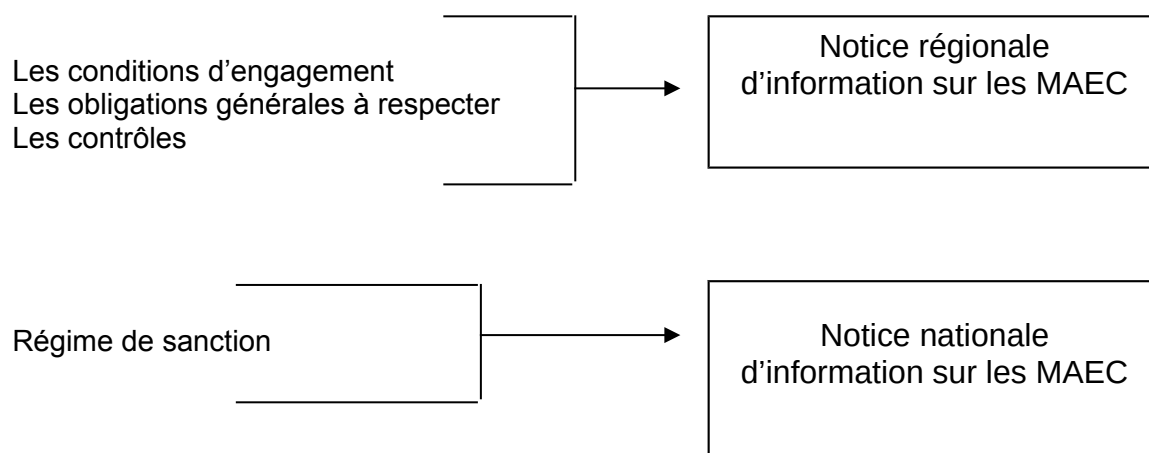 Les conditions d’engagement
Les obligations générales à respecter
Les contrôles
Notice régionale
d’information sur les MAEC
Régime de sanction
Notice nationale
d’information sur les MAEC